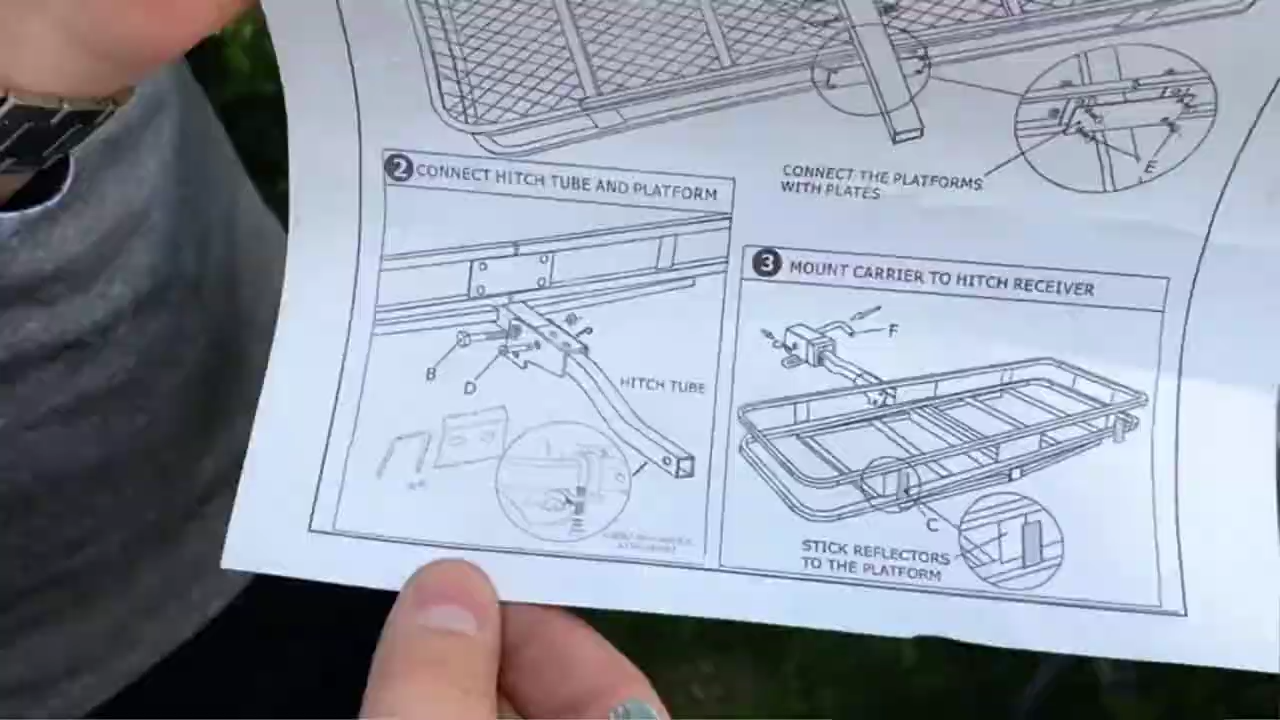 CONNECT THE PLATFORMS
WITH PLATES
E
2 CONNECT HITCH TUBE AND PLATFORM
B
D
HITCH TUBE
3 MOUNT CARRIER TO HITCH RECEIVER
F
C
STICK REFLECTORS
TO THE PLATFORM